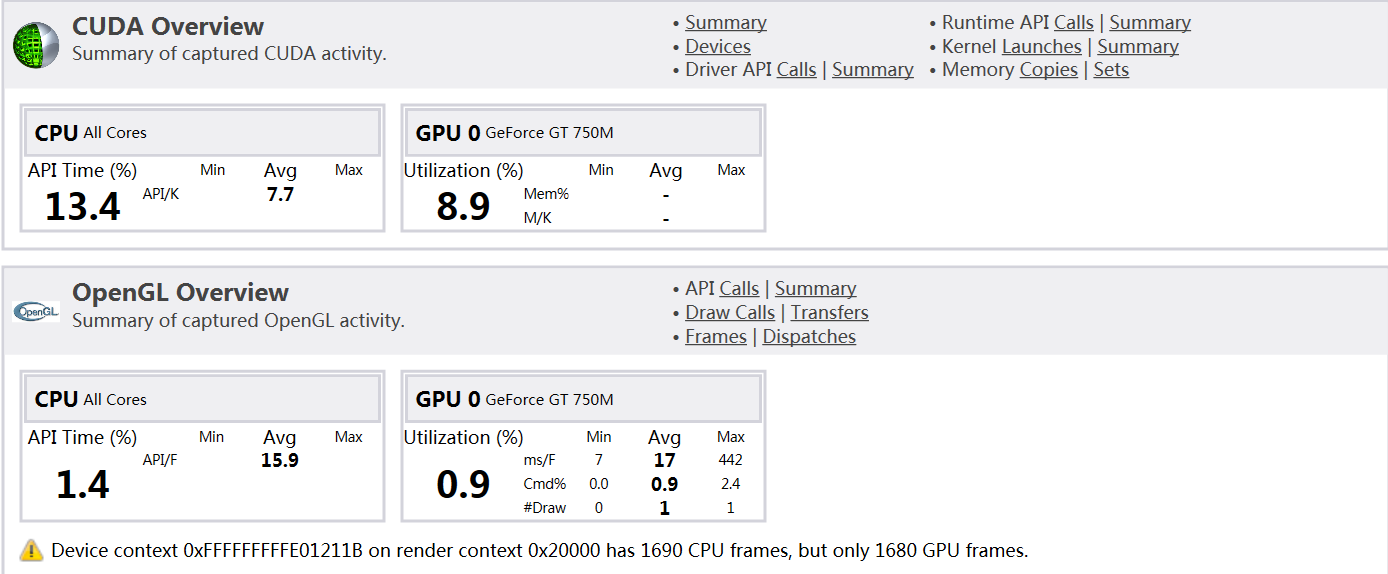 CUDA Overview
Summary of captured CUDA activity.
• Summary
• Devices
• Driver API Calls | Summary
• Runtime API Calls | Summary
• Kernel Launches | Summary
• Memory Copies | Sets
CPU All Cores
API Time (%) Min Avg Max
13.4 API/K 7.7
GPU 0 GeForce GT 750M
Utilization (%) Min Avg Max
8.9 Mem% -
M/K -
OpenGL
OpenGL Overview
Summary of captured OpenGL activity.
• API Calls | Summary
• Draw Calls | Transfers
• Frames | Dispatches
CPU All Cores
API Time (%) Min Avg Max
1.4 API/F 15.9
GPU 0 GeForce GT 750M
Utilization (%) Min Avg Max
ms/F 7 17 442
0.9 Cmd% 0.0 0.9 2.4
#Draw 0 1 1
Device context 0xFFFFFFFFFE01211B on render context 0x20000 has 1690 CPU frames, but only 1680 GPU frames.